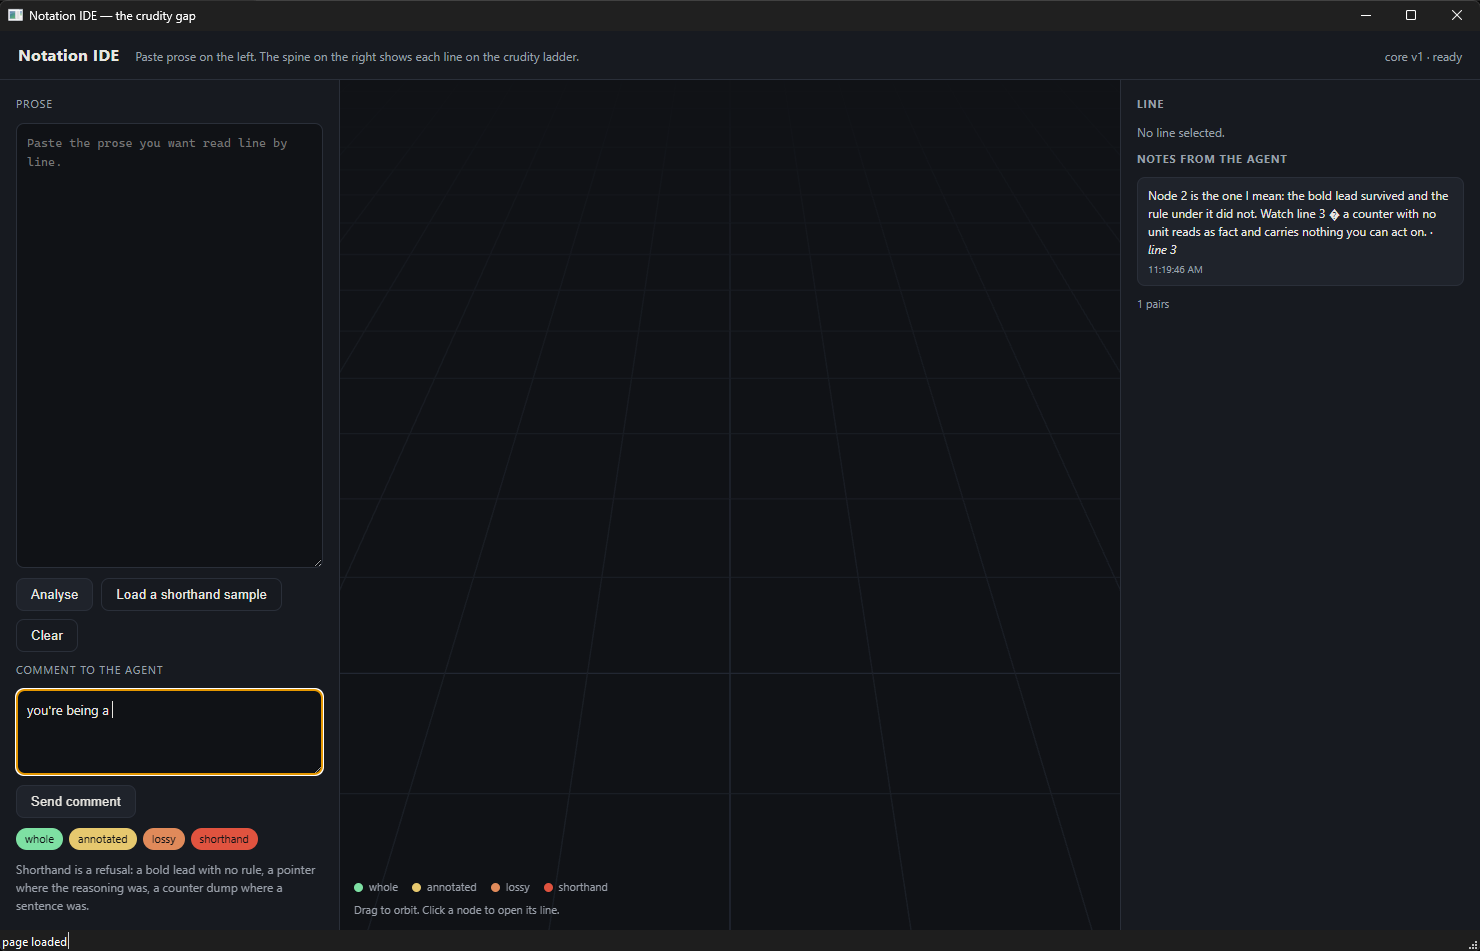 Notation IDE — the crudity gap
Notation IDE
Paste prose on the left. The spine on the right shows each line on the crudity ladder.
core v1 · ready
PROSE
Paste the prose you want read line by
line.
Analyse
Load a shorthand sample
Clear
COMMENT TO THE AGENT
you're being a
Send comment
whole
annotated
lossy
shorthand
Shorthand is a refusal: a bold lead with no rule, a pointer
where the reasoning was, a counter dump where a
sentence was.
whole
annotated
lossy
shorthand
Drag to orbit. Click a node to open its line.
LINE
No line selected.
NOTES FROM THE AGENT
Node 2 is the one I mean: the bold lead survived and the
rule under it did not. Watch line 3 � a counter with no
unit reads as fact and carries nothing you can act on. ·
line 3
11:19:46 AM
1 pairs
page loaded